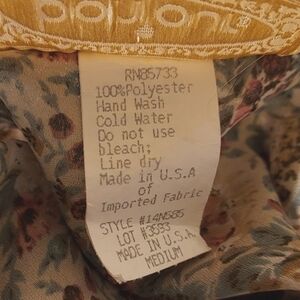 RN85733
100%Polyester
Hand Wash
Cold Water
Do not use
bleach;
Line dry
Made in U.S.A
of
Imported Fabric
STYLE #14N585
LOT #3593
MADE IN U.S.A.
MEDIUM